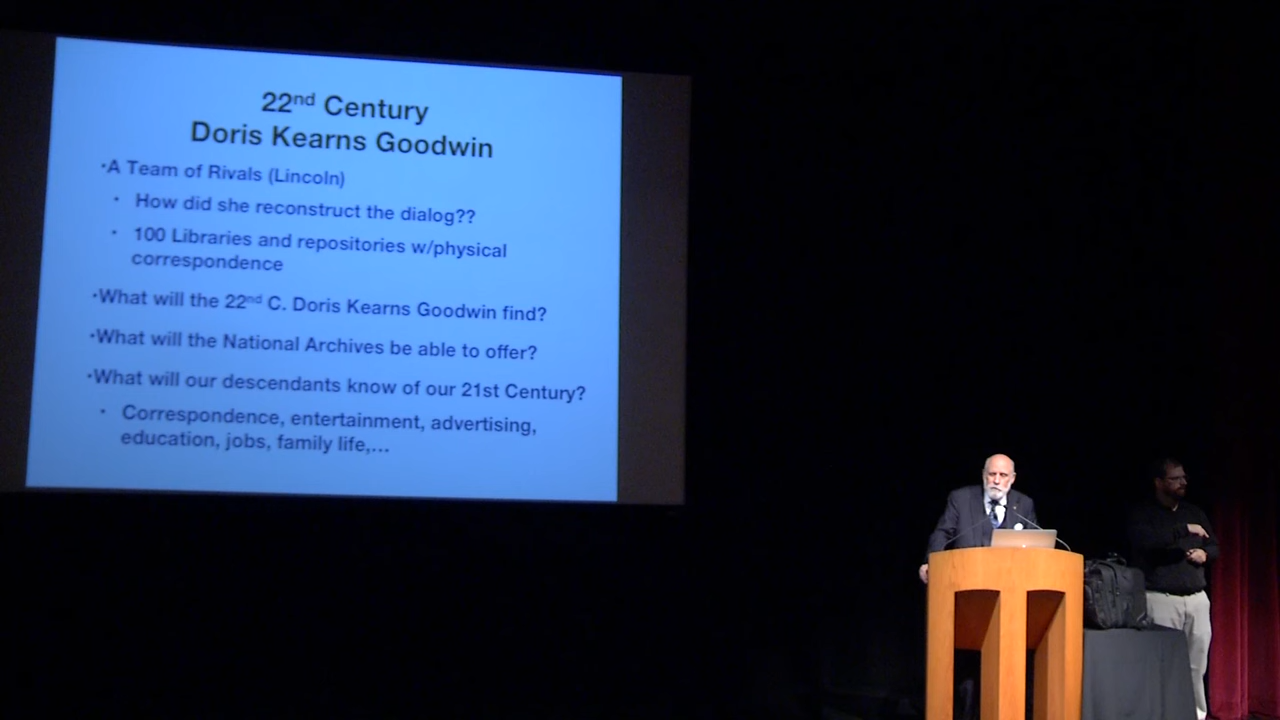 22nd Century
Doris Kearns Goodwin
·A Team of Rivals (Lincoln)
· How did she reconstruct the dialog??
· 100 Libraries and repositories w/physical
correspondence
·What will the 22nd C. Doris Kearns Goodwin find?
·What will the National Archives be able to offer?
·What will our descendants know of our 21st Century?
· Correspondence, entertainment, advertising,
education, jobs, family life,...